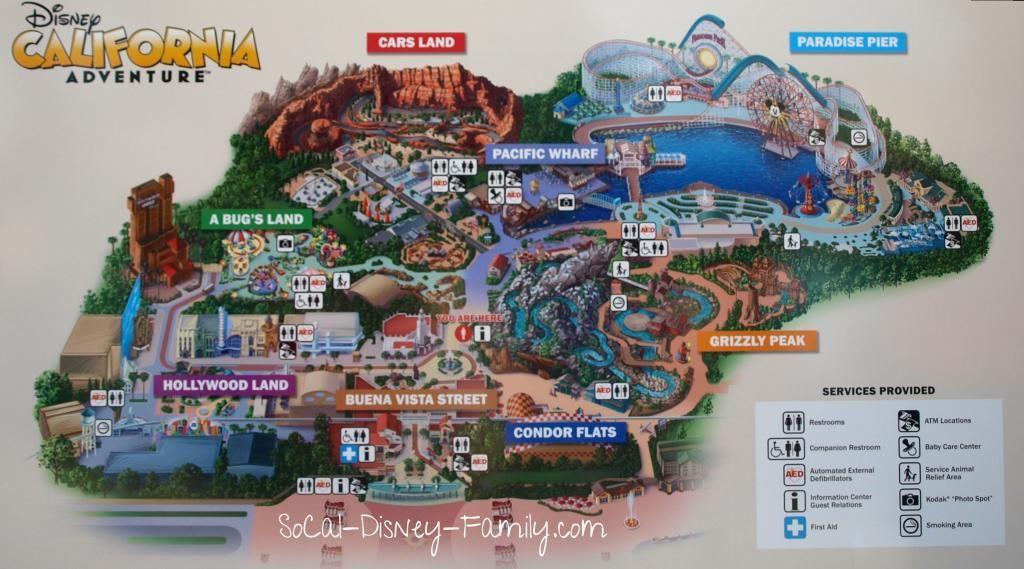 Disney
CALIFORNIA
ADVENTURE™
CARS LAND
PARADISE PIER
PACIFIC WHARF
A BUG'S LAND
YOU ARE HERE
GRIZZLY PEAK
HOLLYWOOD LAND
BUENA VISTA STREET
CONDOR FLATS
SERVICES PROVIDED
Restrooms
Companion Restroom
AED
Automated External
Defibrillators
Information Center
Guest Relations
First Aid
ATM Locations
Baby Care Center
Service Animal
Relief Area
Kodak® "Photo Spot"
Smoking Area
SoCal-Disney-Family.com